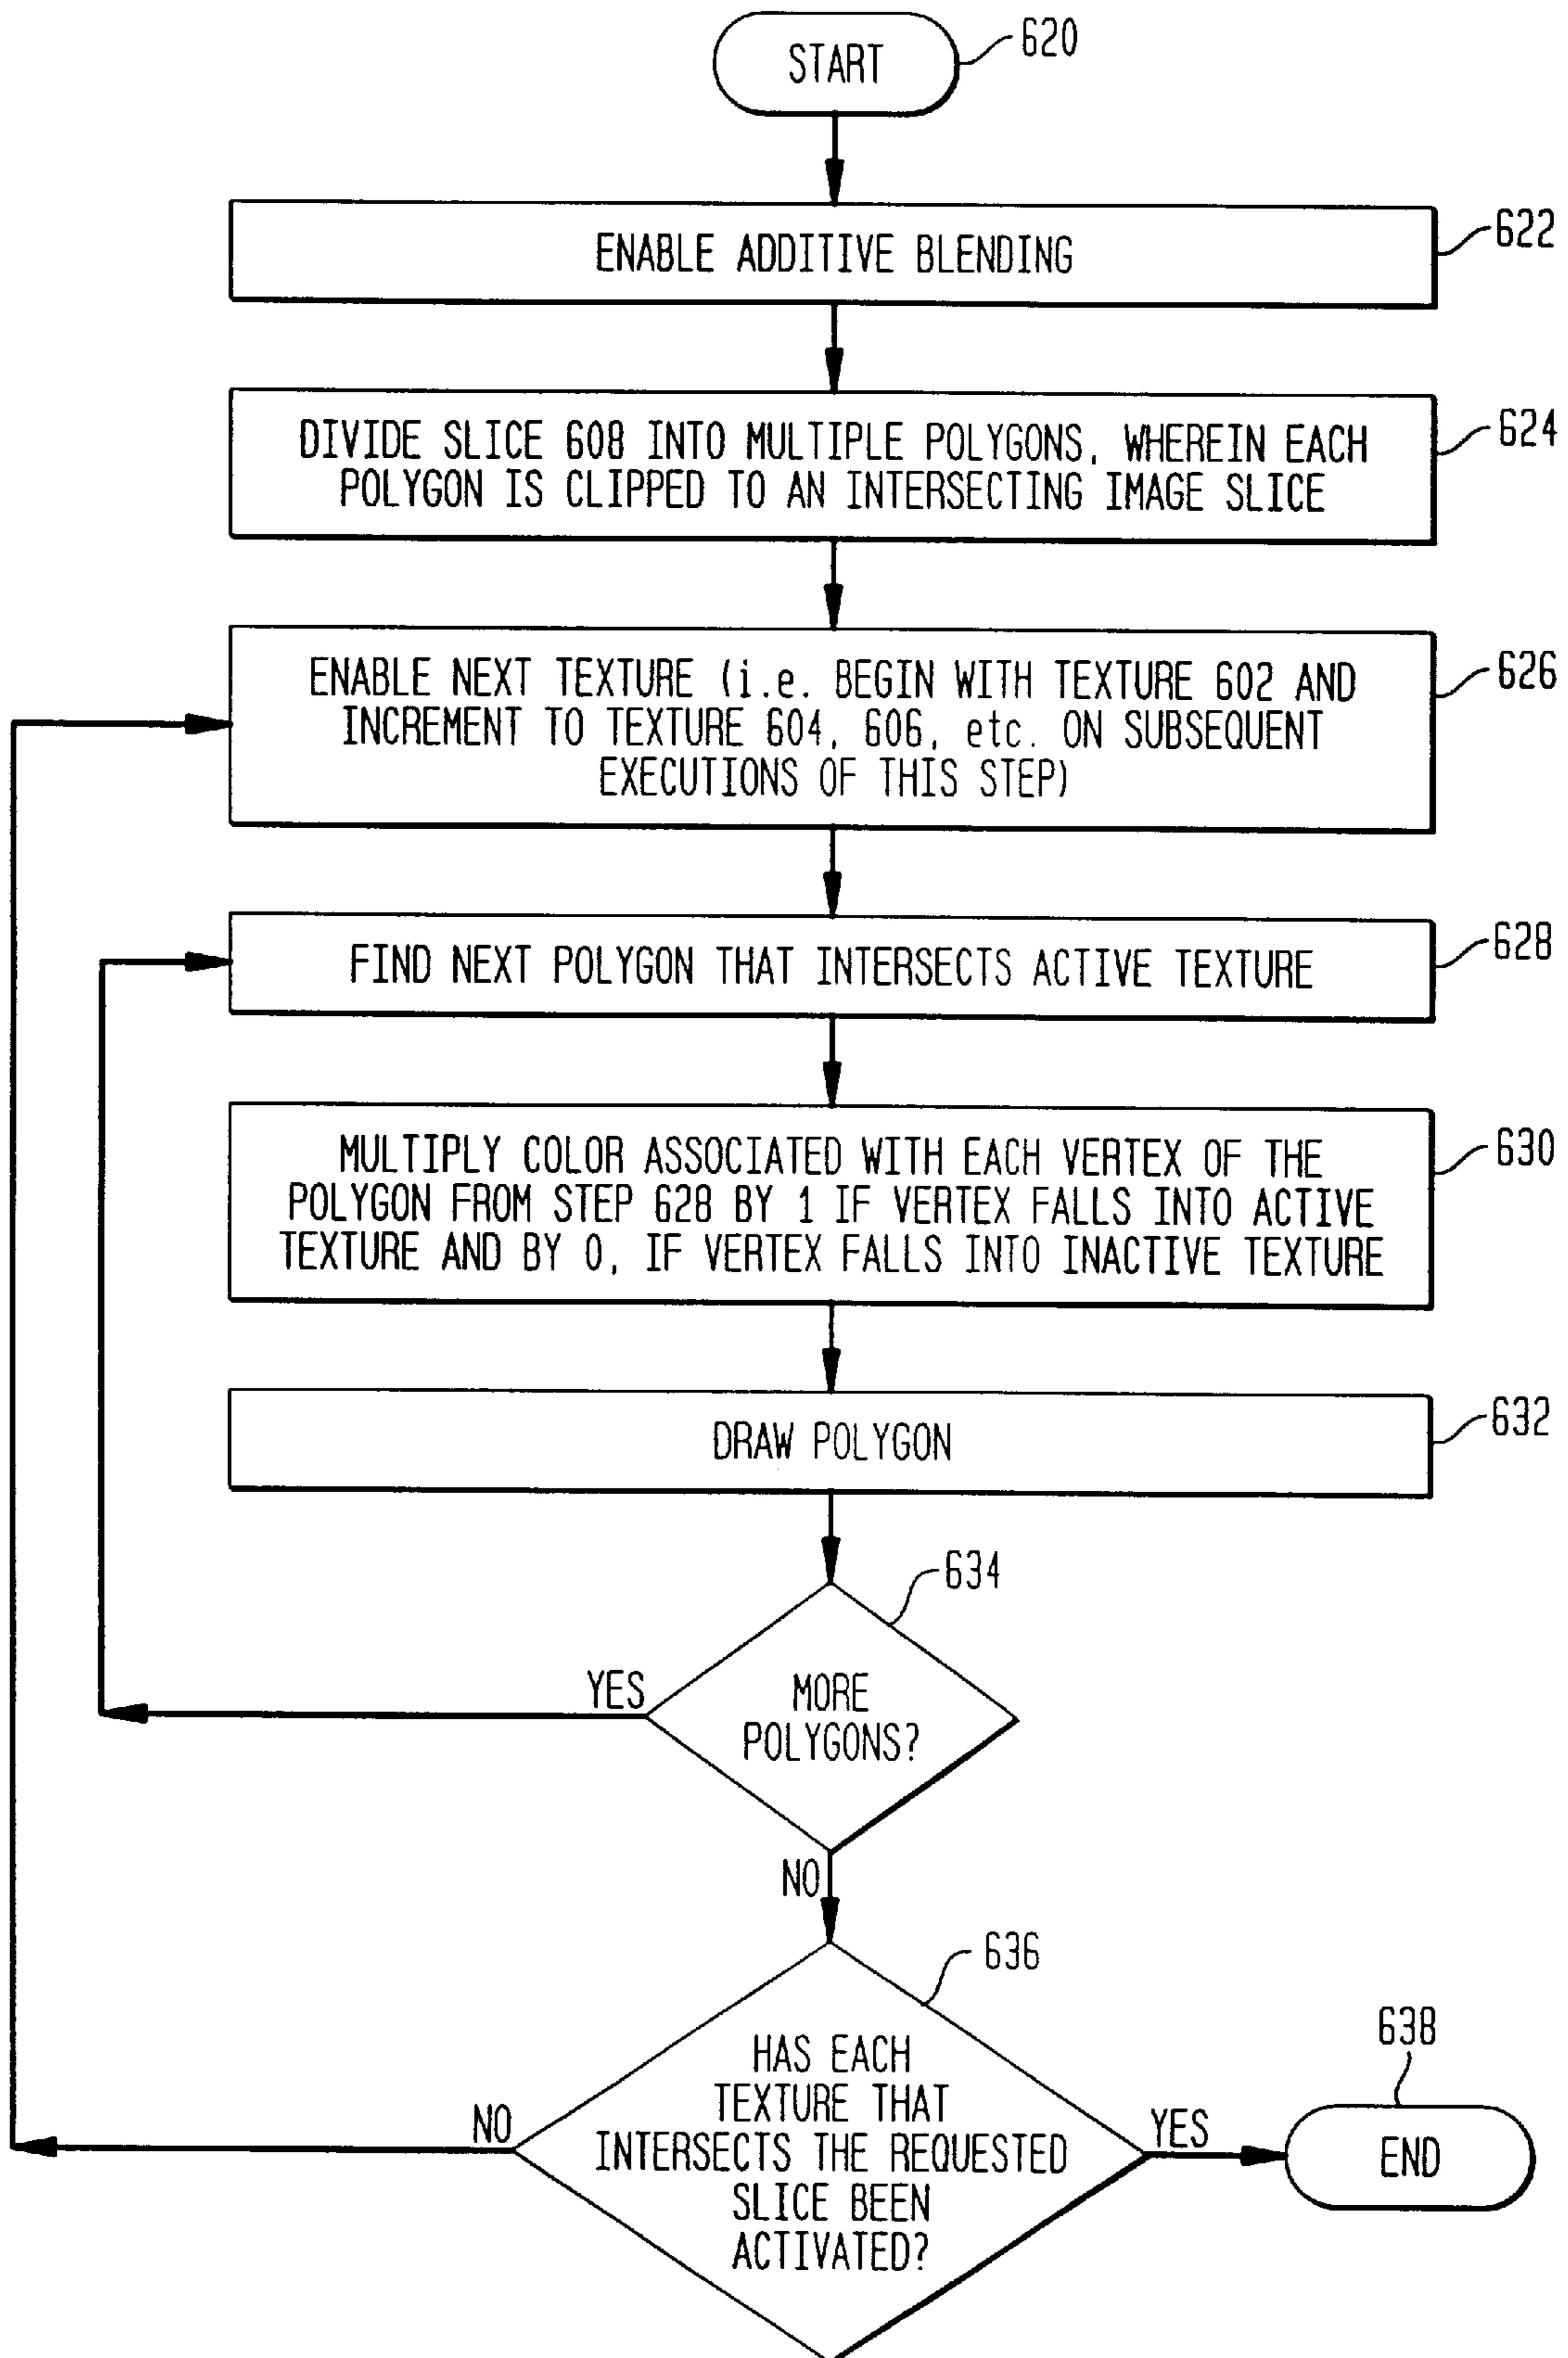 START
620
ENABLE ADDITIVE BLENDING
622
DIVIDE SLICE 608 INTO MULTIPLE POLYGONS, WHEREIN EACH
POLYGON IS CLIPPED TO AN INTERSECTING IMAGE SLICE
624
ENABLE NEXT TEXTURE (i.e. BEGIN WITH TEXTURE 602 AND
INCREMENT TO TEXTURE 604, 606, etc. ON SUBSEQUENT
EXECUTIONS OF THIS STEP)
626
FIND NEXT POLYGON THAT INTERSECTS ACTIVE TEXTURE
628
MULTIPLY COLOR ASSOCIATED WITH EACH VERTEX OF THE
POLYGON FROM STEP 628 BY 1 IF VERTEX FALLS INTO ACTIVE
TEXTURE AND BY 0, IF VERTEX FALLS INTO INACTIVE TEXTURE
630
DRAW POLYGON
632
634
YES
MORE
POLYGONS?
NO
636
HAS EACH
TEXTURE THAT
INTERSECTS THE REQUESTED
SLICE BEEN
ACTIVATED?
NO
YES
638
END